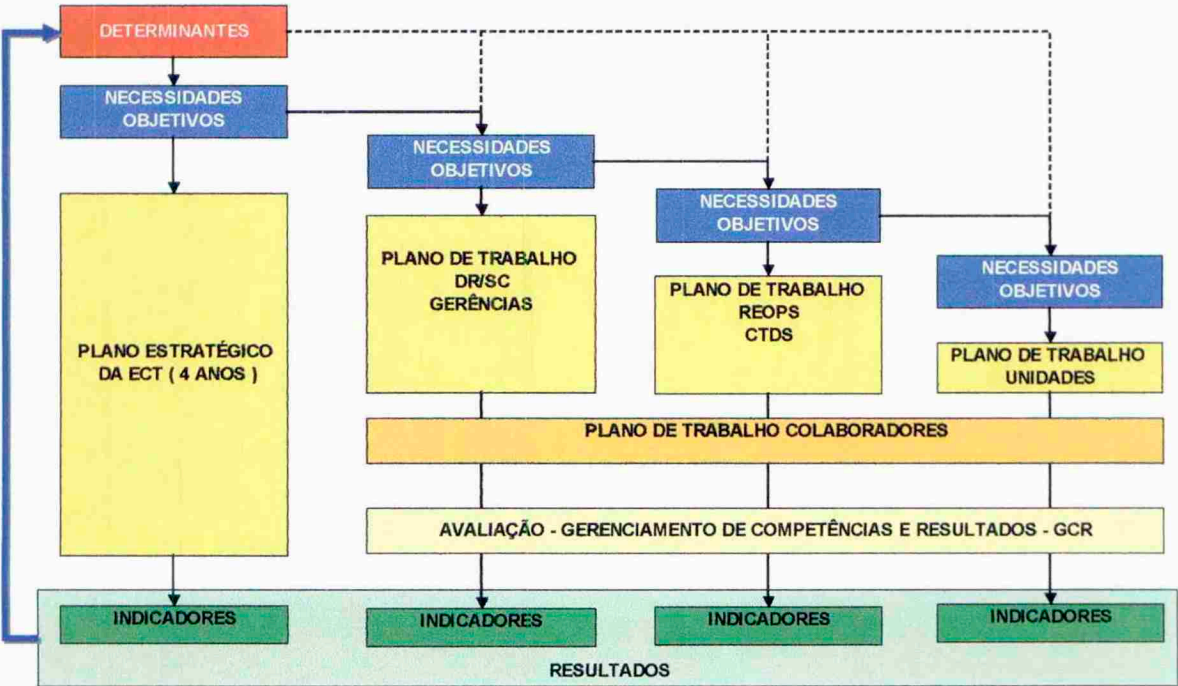 DETERMINANTES
NECESSIDADES
OBJETIVOS
NECESSIDADES
OBJETIVOS
NECESSIDADES
OBJETIVOS
NECESSIDADES
OBJETIVOS
PLANO ESTRATÉGICO
DA ECT ( 4 ANOS )
PLANO DE TRABALHO
DR/SC
GERÊNCIAS
PLANO DE TRABALHO
REOPS
CTDS
PLANO DE TRABALHO
UNIDADES
PLANO DE TRABALHO COLABORADORES
AVALIAÇÃO - GERENCIAMENTO DE COMPETÊNCIAS E RESULTADOS - GCR
INDICADORES
INDICADORES
INDICADORES
INDICADORES
RESULTADOS